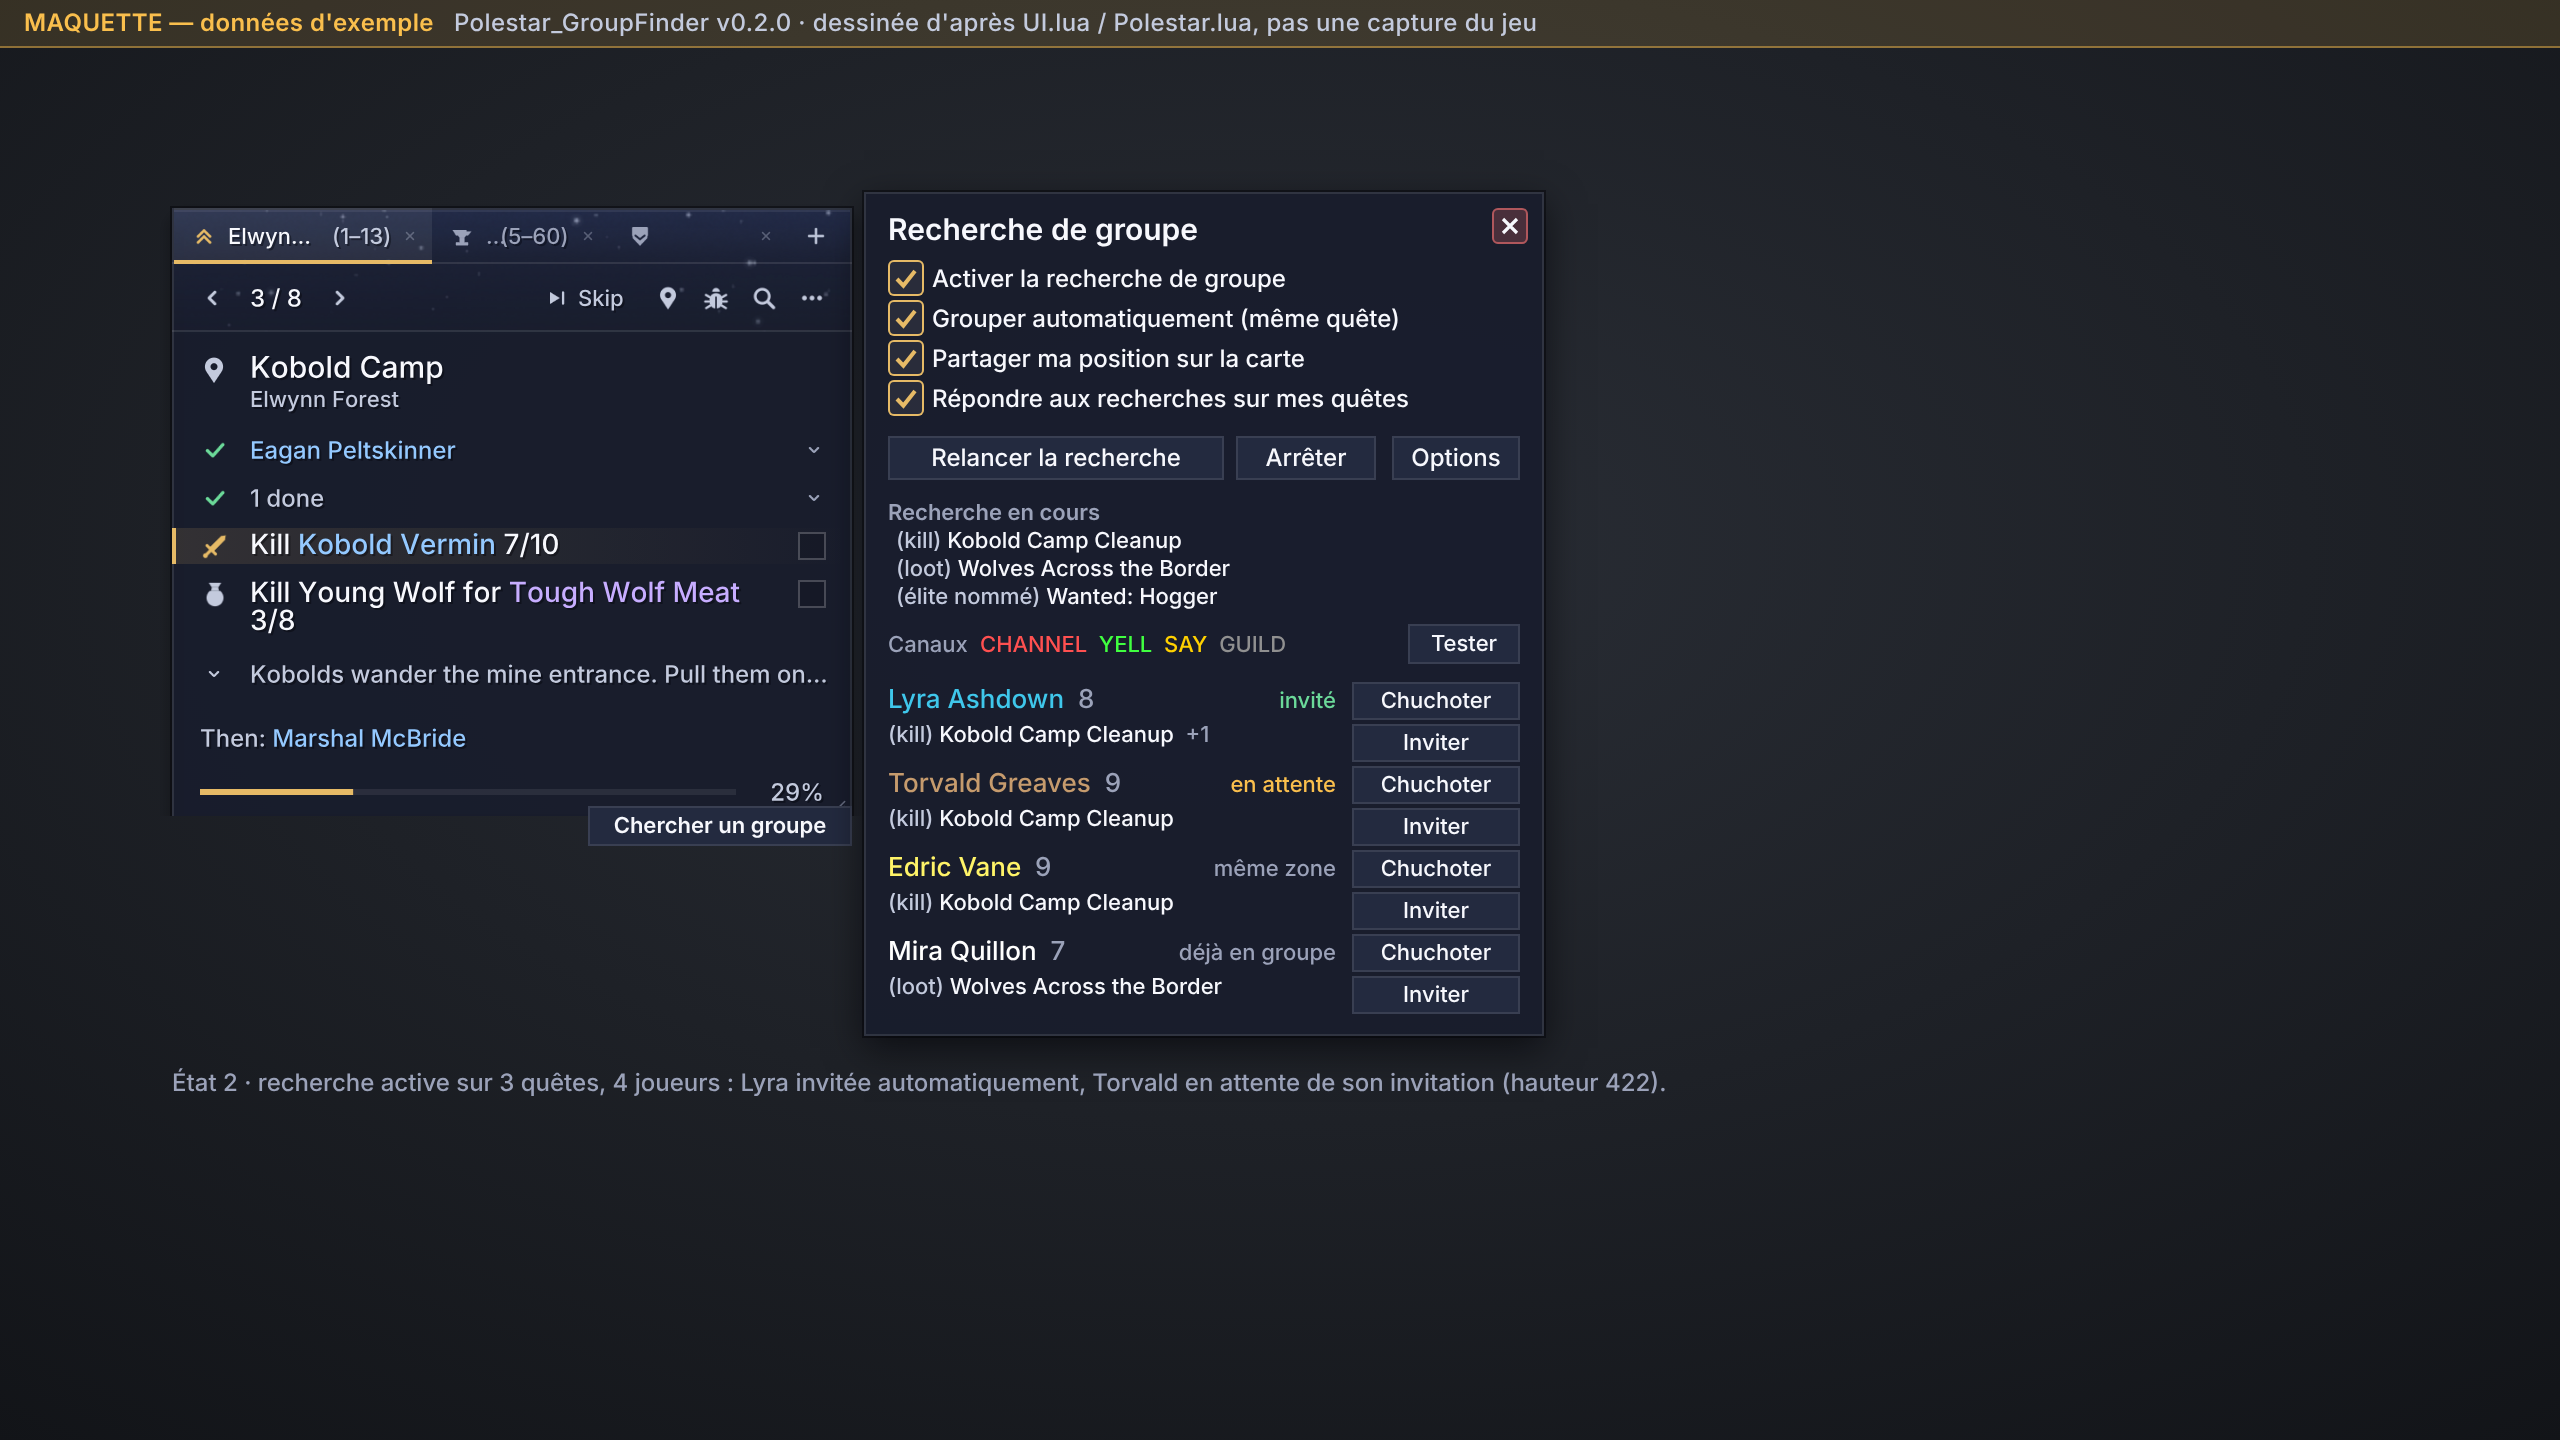 MAQUETTE — données d'exemple Polestar_GroupFinder v0.2.0 · dessinée d'après UI.lua / Polestar.lua, pas une capture du jeu
Elwyn... (1–13) × ...(5–60) × × +
3 / 8 Skip ...
Kobold Camp
Elwynn Forest
Eagan Peltskinner
1 done
Kill Kobold Vermin 7/10
Kill Young Wolf for Tough Wolf Meat
3/8
Kobolds wander the mine entrance. Pull them on...
Then: Marshal McBride
29%
Chercher un groupe
Recherche de groupe
Activer la recherche de groupe
Grouper automatiquement (même quête)
Partager ma position sur la carte
Répondre aux recherches sur mes quêtes
Relancer la recherche Arrêter Options
Recherche en cours
(kill) Kobold Camp Cleanup
(loot) Wolves Across the Border
(élite nommé) Wanted: Hogger
Canaux CHANNEL YELL SAY GUILD Tester
Lyra Ashdown 8 invité Chuchoter
(kill) Kobold Camp Cleanup +1 Inviter
Torvald Greaves 9 en attente Chuchoter
(kill) Kobold Camp Cleanup Inviter
Edric Vane 9 même zone Chuchoter
(kill) Kobold Camp Cleanup Inviter
Mira Quillon 7 déjà en groupe Chuchoter
(loot) Wolves Across the Border Inviter
État 2 · recherche active sur 3 quêtes, 4 joueurs : Lyra invitée automatiquement, Torvald en attente de son invitation (hauteur 422).